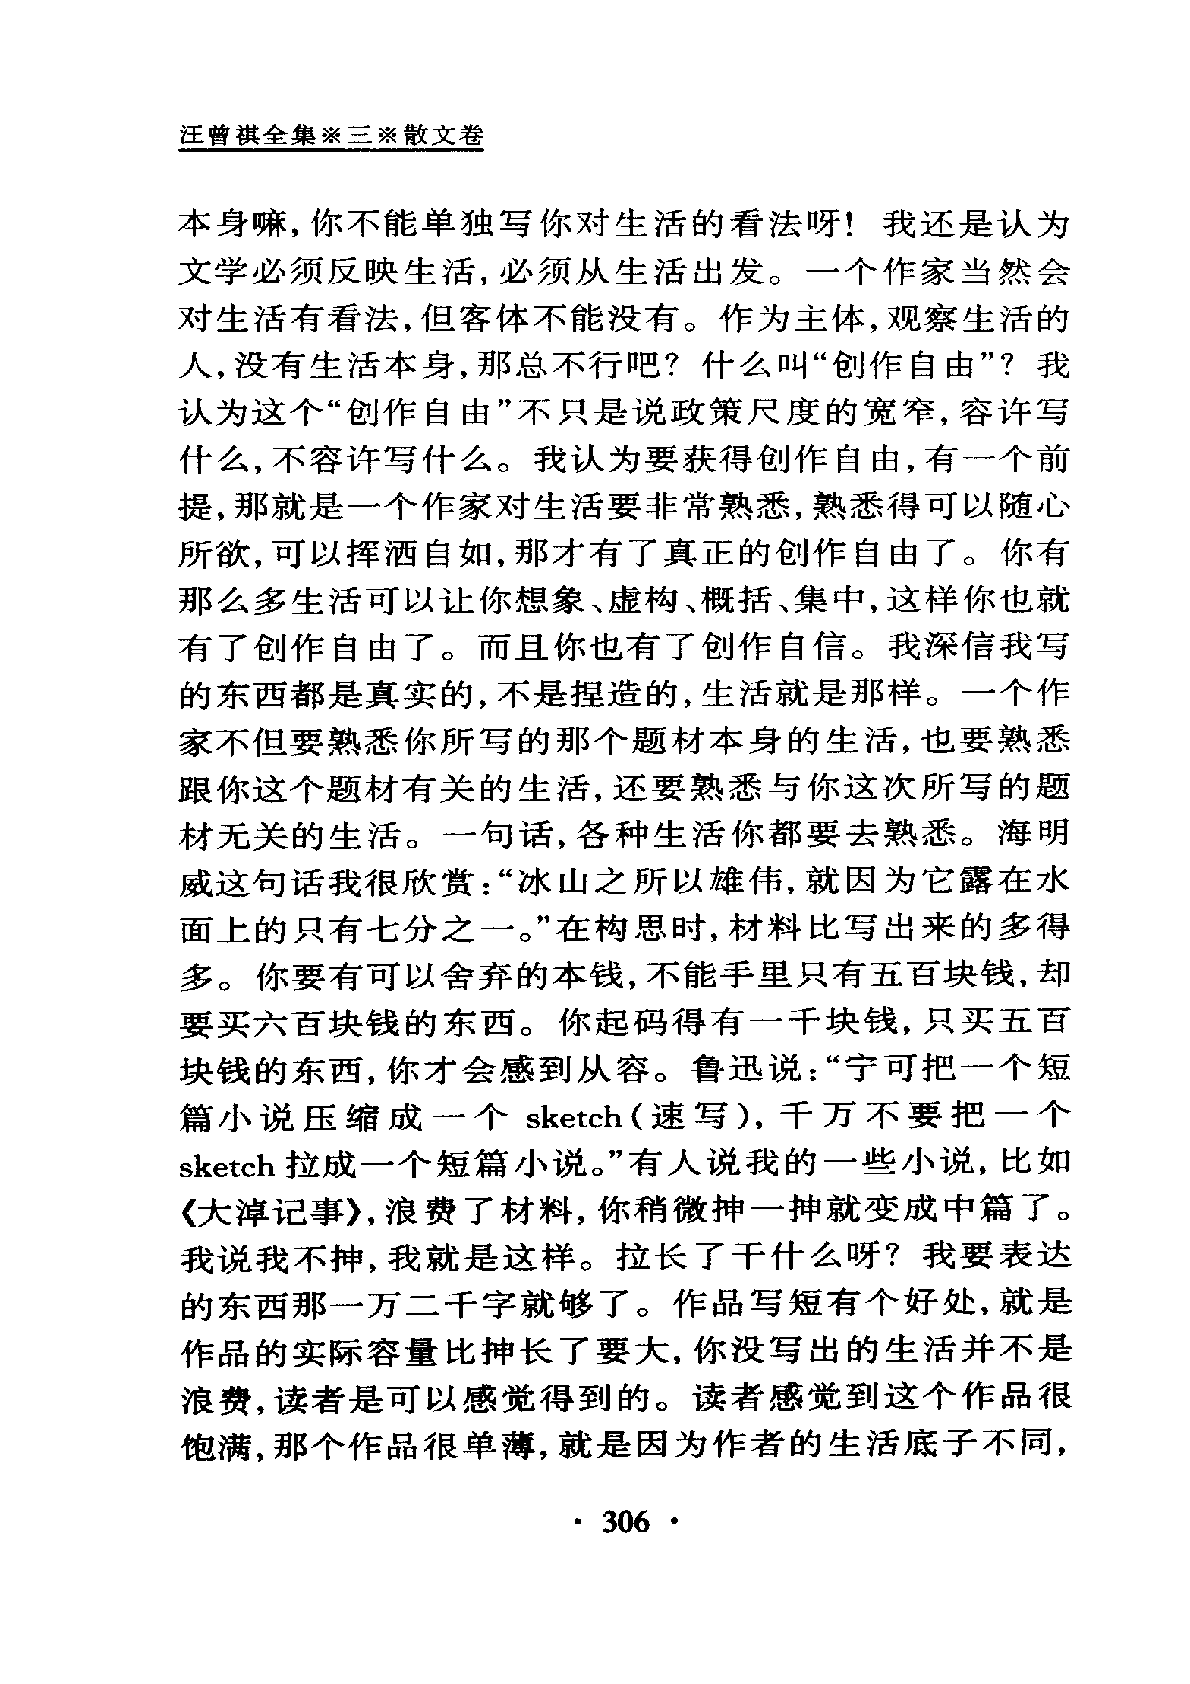 汪曾祺全集※三※散文卷
本身嘛,你不能单独写你对生活的看法呀! 我还是认为
文学必须反映生活,必须从生活出发。一个作家当然会
对生活有看法,但客体不能没有。作为主体,观察生活的
人,没有生活本身,那总不行吧? 什么叫“创作自由”? 我
认为这个“创作自由”不只是说政策尺度的宽窄,容许写
什么,不容许写什么。我认为要获得创作自由,有一个前
提,那就是一个作家对生活要非常熟悉,熟悉得可以随心
所欲,可以挥洒自如,那才有了真正的创作自由了。你有
那么多生活可以让你想象、虚构、概括、集中,这样你也就
有了创作自由了。而且你也有了创作自信。我深信我写
的东西都是真实的,不是捏造的,生活就是那样。一个作
家不但要熟悉你所写的那个题材本身的生活,也要熟悉
跟你这个题材有关的生活,还要熟悉与你这次所写的题
材无关的生活。一句话,各种生活你都要去熟悉。海明
威这句话我很欣赏:“冰山之所以雄伟,就因为它露在水
面上的只有七分之一。”在构思时,材料比写出来的多得
多。你要有可以舍弃的本钱,不能手里只有五百块钱,却
要买六百块钱的东西。你起码得有一千块钱,只买五百
块钱的东西,你才会感到从容。鲁迅说:“宁可把一个短
篇小说压缩成一个 sketch(速写),千万不要把一个
sketch 拉成一个短篇小说。”有人说我的一些小说,比如
《大淖记事》,浪费了材料,你稍微抻一抻就变成中篇了。
我说我不抻,我就是这样。拉长了干什么呀? 我要表达
的东西那一万二千字就够了。作品写短有个好处,就是
作品的实际容量比抻长了要大,你没写出的生活并不是
浪费,读者是可以感觉得到的。读者感觉到这个作品很
饱满,那个作品很单薄,就是因为作者的生活底子不同,
· 306 ·